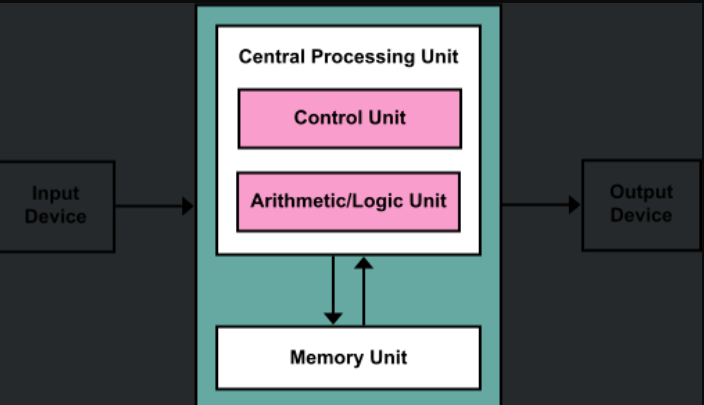 Central Processing Unit
Control Unit
Arithmetic/Logic Unit
Input
Device
Output
Device
Memory Unit